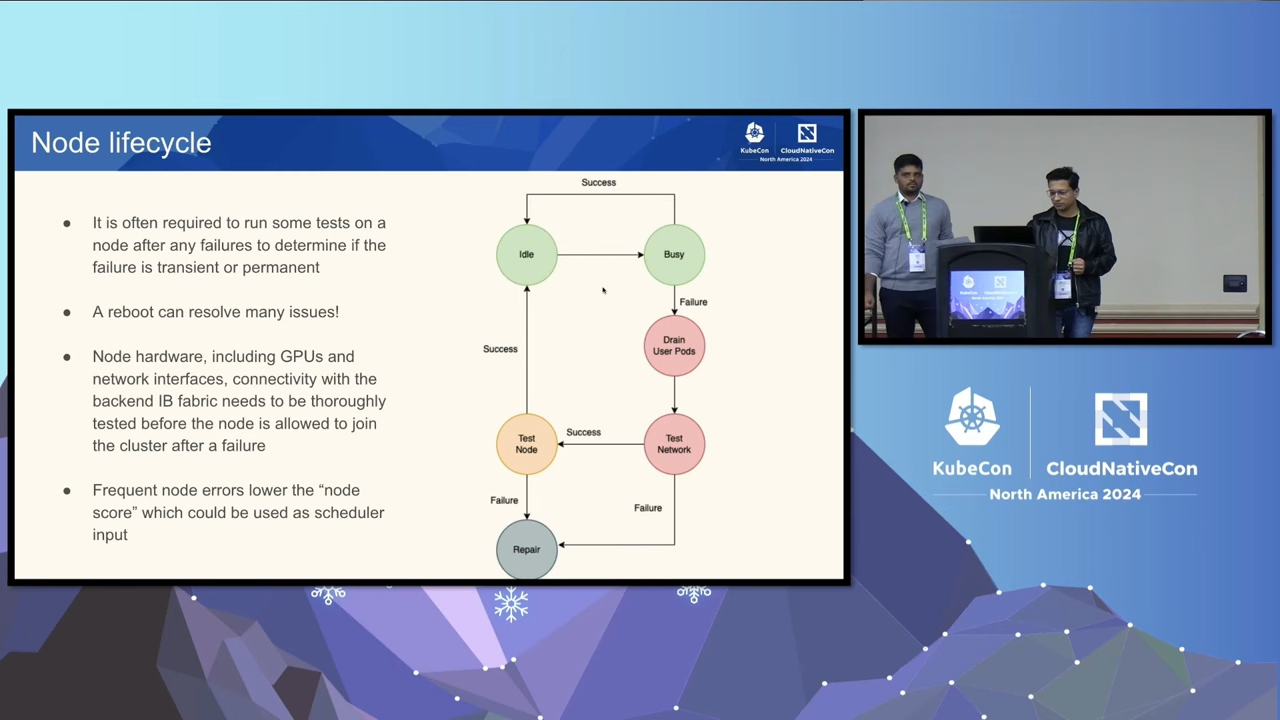 Node lifecycle
KubeCon
CloudNativeCon
North America 2024
● It is often required to run some tests on a
node after any failures to determine if the
failure is transient or permanent
● A reboot can resolve many issues!
● Node hardware, including GPUs and
network interfaces, connectivity with the
backend IB fabric needs to be thoroughly
tested before the node is allowed to join
the cluster after a failure
● Frequent node errors lower the “node
score” which could be used as scheduler
input
Success
Idle
Busy
Failure
Drain
User Pods
Success
Test
Node
Success
Test
Network
Failure
Failure
Repair
KubeCon
CloudNativeCon
KubeCon
CloudNativeCon
North America 2024